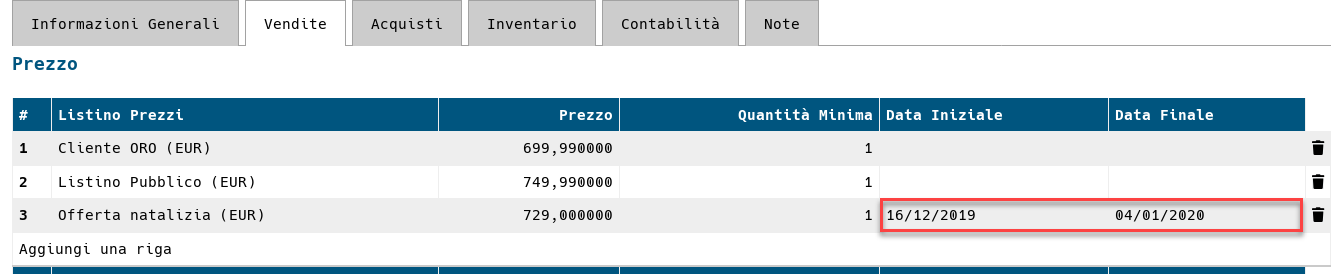 Informazioni Generali Vendite Acquisti Inventario Contabilità Note
Prezzo
# Listino Prezzi Prezzo Quantità Minima Data Iniziale Data Finale
1 Cliente ORO (EUR) 699,990000 1
2 Listino Pubblico (EUR) 749,990000 1
3 Offerta natalizia (EUR) 729,000000 1 16/12/2019 04/01/2020
Aggiungi una riga